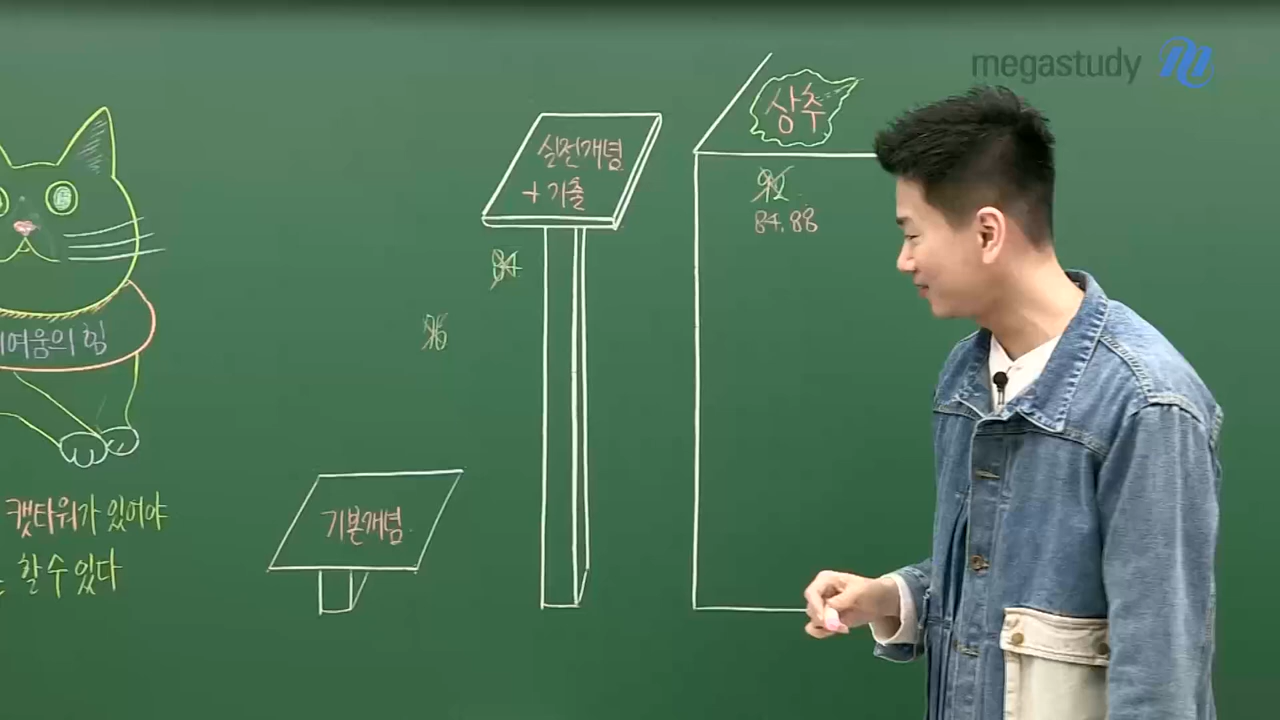 megastudy
상추
실전개념
+ 기출
84. 88
여움의 힘
캣타워가 있어야
할 수 있다
기본개념